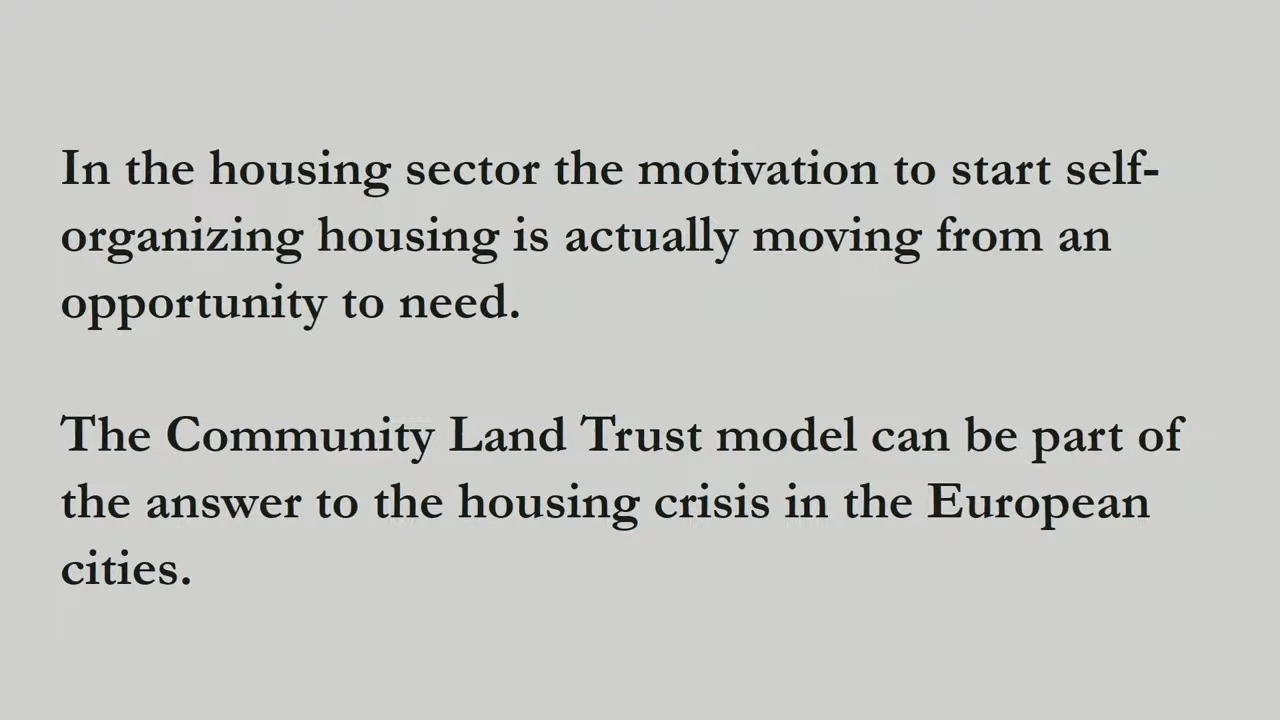 In the housing sector the motivation to start self-
organizing housing is actually moving from an
opportunity to need.
The Community Land Trust model can be part of
the answer to the housing crisis in the European
cities.